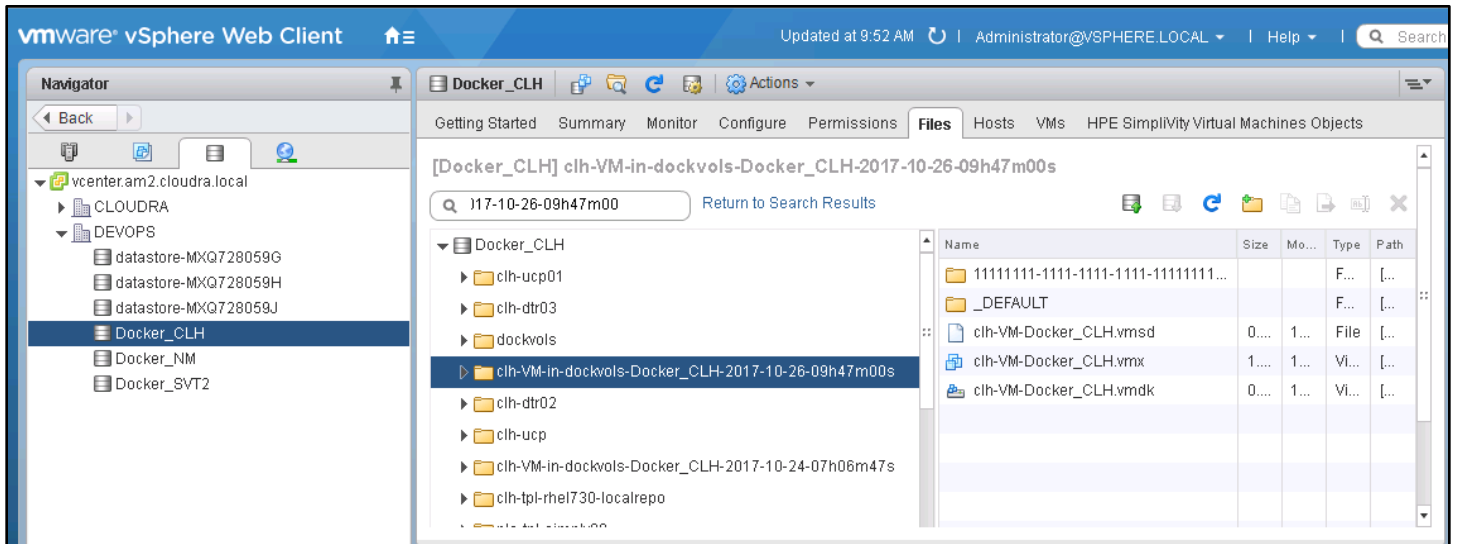 vmware® vSphere Web Client
Updated at 9:52 AM | Administrator@VSPHERE.LOCAL | Help | Search
Navigator
Back
vcenter.am2.cloudra.local
CLOUDRA
DEVOPS
datastore-MXQ728059G
datastore-MXQ728059H
datastore-MXQ728059J
Docker_CLH
Docker_NM
Docker_SVT2
Docker_CLH | Actions
Getting Started Summary Monitor Configure Permissions Files Hosts VMs HPE SimpliVity Virtual Machines Objects
[Docker_CLH] clh-VM-in-dockvols-Docker_CLH-2017-10-26-09h47m00s
)17-10-26-09h47m00 Return to Search Results
Docker_CLH
clh-ucp01
clh-dtr03
dockvols
clh-VM-in-dockvols-Docker_CLH-2017-10-26-09h47m00s
clh-dtr02
clh-ucp
clh-VM-in-dockvols-Docker_CLH-2017-10-24-07h06m47s
clh-tpl-rhel730-localrepo
Name Size Mo... Type Path
11111111-1111-1111-1111-11111111... F... [...
_DEFAULT F... [...
clh-VM-Docker_CLH.vmsd 0.... 1... File [...
clh-VM-Docker_CLH.vmx 1.... 1... Vi... [...
clh-VM-Docker_CLH.vmdk 0.... 1... Vi... [...